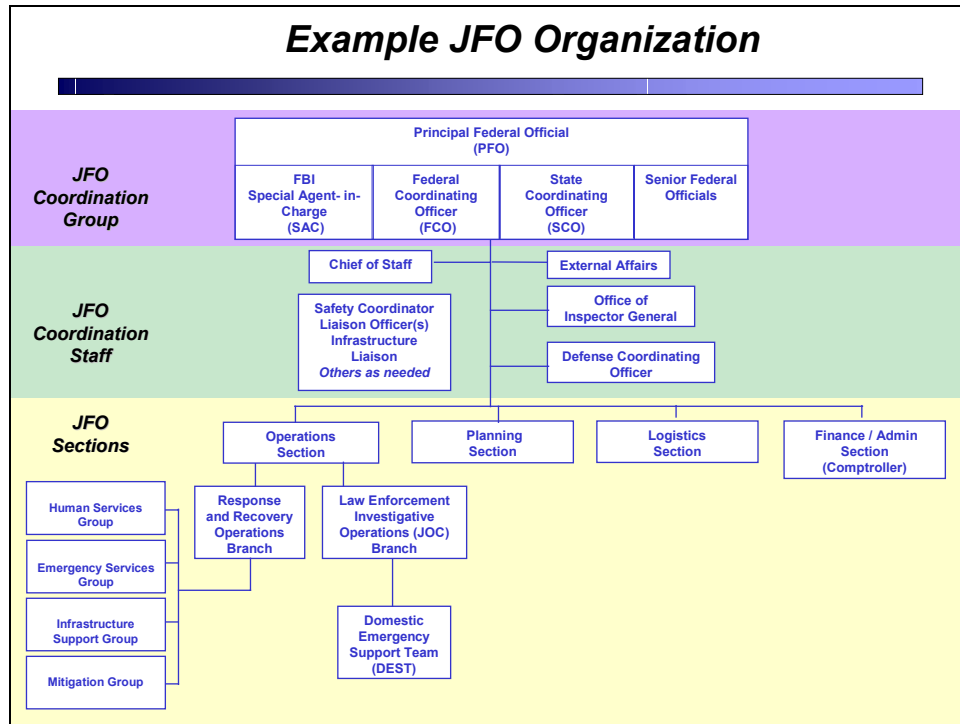 Example JFO Organization
JFO
Coordination
Group
Principal Federal Official
(PFO)
FBI
Special Agent- in-
Charge
(SAC)
Federal
Coordinating
Officer
(FCO)
State
Coordinating
Officer
(SCO)
Senior Federal
Officials
JFO
Coordination
Staff
Chief of Staff
External Affairs
Safety Coordinator
Liaison Officer(s)
Infrastructure
Liaison
Others as needed
Office of
Inspector General
Defense Coordinating
Officer
JFO
Sections
Operations
Section
Planning
Section
Logistics
Section
Finance / Admin
Section
(Comptroller)
Human Services
Group
Emergency Services
Group
Infrastructure
Support Group
Mitigation Group
Response
and Recovery
Operations
Branch
Law Enforcement
Investigative
Operations (JOC)
Branch
Domestic
Emergency
Support Team
(DEST)